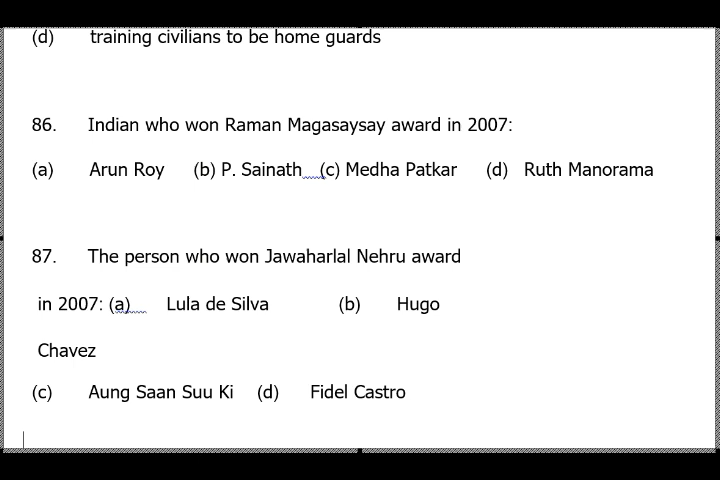 (d) training civilians to be home guards
86. Indian who won Raman Magasaysay award in 2007:
(a) Arun Roy (b) P. Sainath (c) Medha Patkar (d) Ruth Manorama
87. The person who won Jawaharlal Nehru award
in 2007: (a) Lula de Silva (b) Hugo
Chavez
(c) Aung Saan Suu Ki (d) Fidel Castro